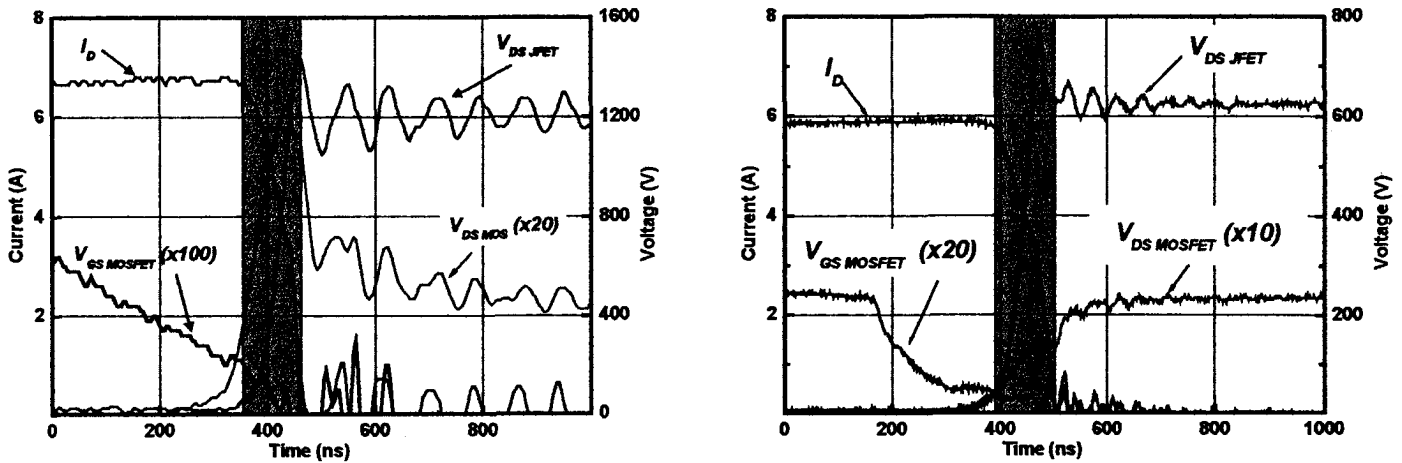 8
6
4
2
0
Current (A)
I_D
V_DS JFET
V_DS MOS (x20)
V_GS MOSFET (x100)
1600
1200
800
400
0
Voltage (V)
0
200
400
600
800
Time (ns)
8
6
4
2
0
Current (A)
I_D
V_DS JFET
V_GS MOSFET (x20)
V_DS MOSFET (x10)
800
600
400
200
0
Voltage (V)
0
200
400
600
800
1000
Time (ns)